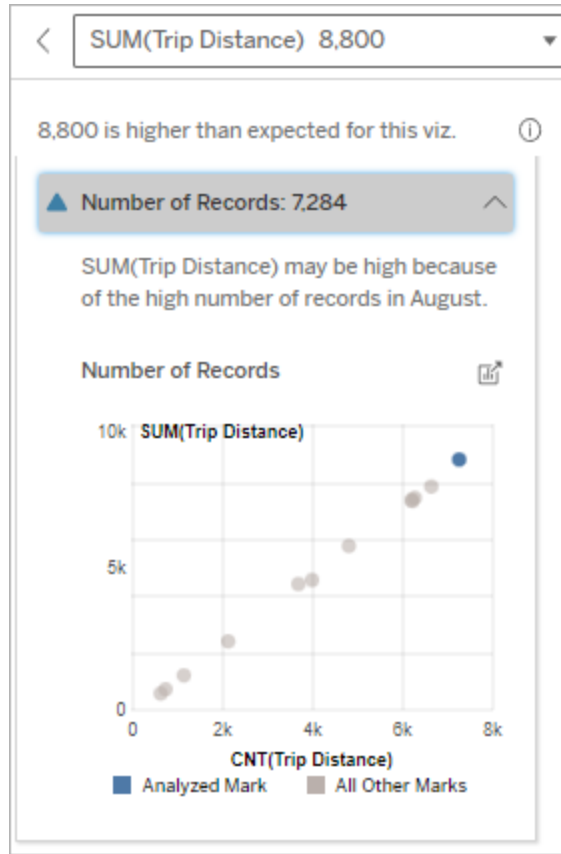 SUM(Trip Distance) 8,800
8,800 is higher than expected for this viz.
Number of Records: 7,284
SUM(Trip Distance) may be high because
of the high number of records in August.
Number of Records
10k SUM(Trip Distance)
5k
0
0 2k 4k 6k 8k
CNT(Trip Distance)
Analyzed Mark All Other Marks